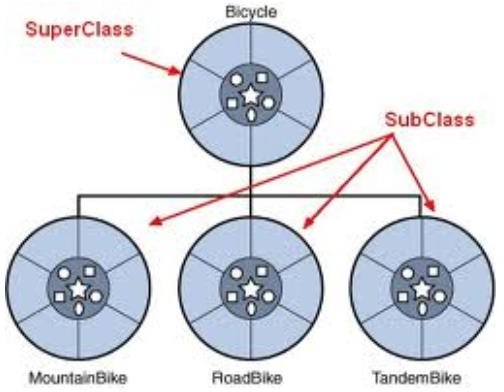 Bicycle
SuperClass
SubClass
MountainBike
RoadBike
TandemBike